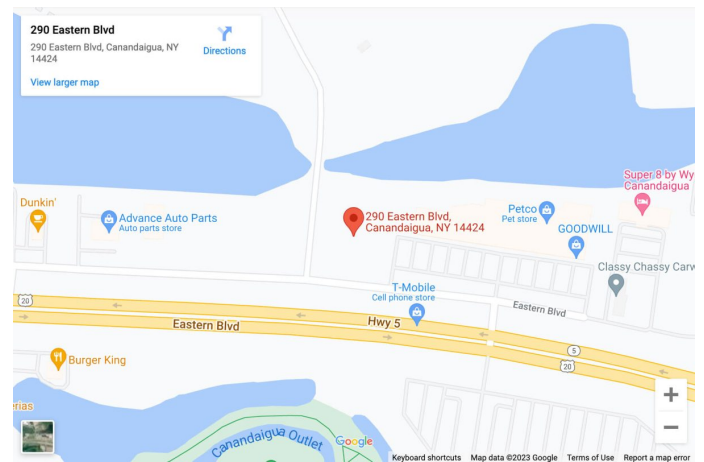 290 Eastern Blvd
290 Eastern Blvd, Canandaigua, NY
14424
Directions
View larger map
Super 8 by Wy
Canandaigua
Dunkin'
Advance Auto Parts
Auto parts store
290 Eastern Blvd,
Canandaigua, NY 14424
Petco
Pet store
GOODWILL
Classy Chassy Carw
T-Mobile
Cell phone store
20
Eastern Blvd
Eastern Blvd
Hwy 5
5
20
Burger King
erias
Canandaigua Outlet
Google
+
−
Keyboard shortcuts
Map data ©2023 Google
Terms of Use
Report a map error